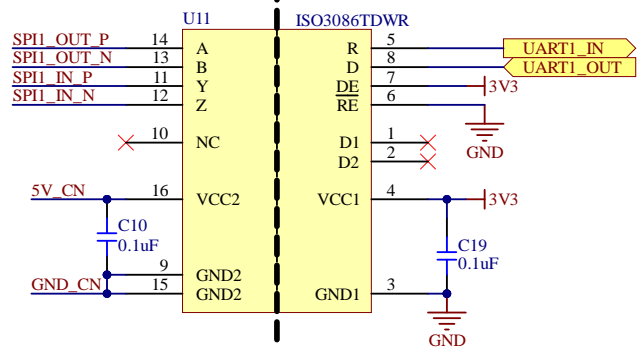 U11 ISO3086TDWR
SPI1_OUT_P 14 A R 5 UART1_IN
SPI1_OUT_N 13 B D 8 UART1_OUT
SPI1_IN_P 11 Y DE 7 3V3
SPI1_IN_N 12 Z RE 6
GND
10 NC D1 1
D2 2
5V_CN 16 VCC2 VCC1 4 3V3
C10
0.1uF
C19
0.1uF
9 GND2
GND_CN 15 GND2 GND1 3
GND